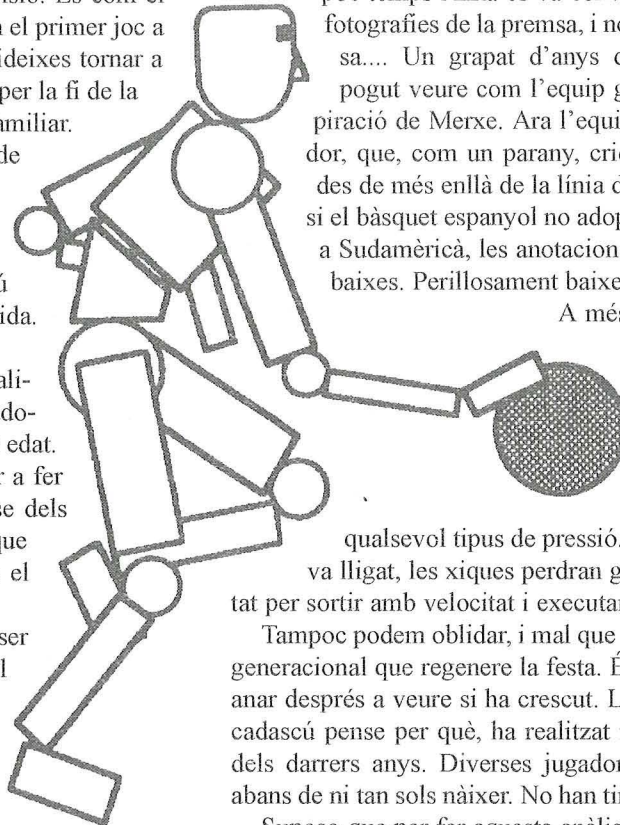 el primer joc a
ideixes tornar a
per la fi de la
amiliar.
de
ida.
ali-
do-
edat.
r a fer
se dels
que
el
ser
l
fotografies de la premsa, i no
sa.... Un grapat d'anys
pogut veure com l'equip g
piració de Merxe. Ara l'equi
dor, que, com un parany, crid
des de més enllà de la línia d
si el bàsquet espanyol no adop
a Sudamèricà, les anotacion
baixes. Perillosament baixe
A més
qualsevol tipus de pressió.
va lligat, les xiques perdran g
tat per sortir amb velocitat i executar
Tampoc podem oblidar, i mal que
generacional que regenere la festa. É
anar després a veure si ha crescut. L
cadascú pense per què, ha realitzat
dels darrers anys. Diverses jugador
abans de ni tan sols nàixer. No han tin